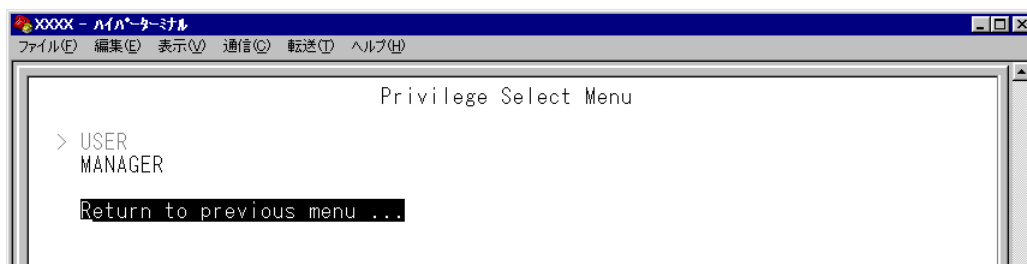 XXXX - ハイパーターミナル
ファイル(F) 編集(E) 表示(V) 通信(C) 転送(T) ヘルプ(H)
Privilege Select Menu
> USER
MANAGER
Return to previous menu ...